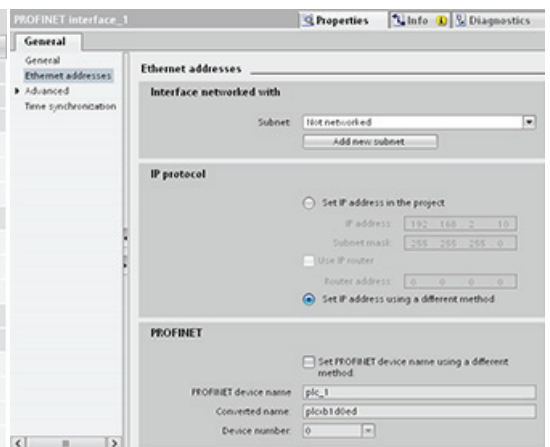 PROFINET interface_1
Properties
Info
Diagnostics
General
General
Ethernet addresses
Advanced
Time synchronization
Ethernet addresses
Interface networked with
Subnet: Not networked
Add new subnet
IP protocol
Set IP address in the project
IP address: 192 . 168 . 2 . 10
Subnet mask: 255 . 255 . 255 . 0
Use IP router
Router address: 0 . 0 . 0 . 0
Set IP address using a different method
PROFINET
Set PROFINET device name using a different
method.
PROFINET device name plc_1
Converted name: plcxb1d0ed
Device number: 0